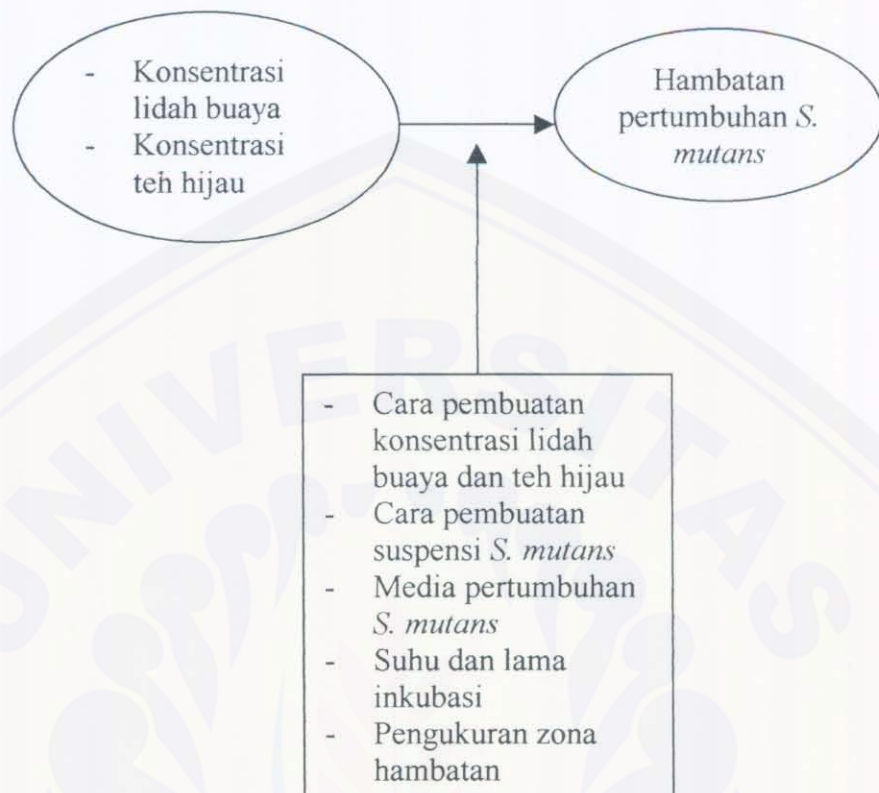 - Konsentrasi
lidah buaya
- Konsentrasi
teh hijau
Hambatan
pertumbuhan S.
mutans
- Cara pembuatan
konsentrasi lidah
buaya dan teh hijau
- Cara pembuatan
suspensi S. mutans
- Media pertumbuhan
S. mutans
- Suhu dan lama
inkubasi
- Pengukuran zona
hambatan
UNIVERSITAS